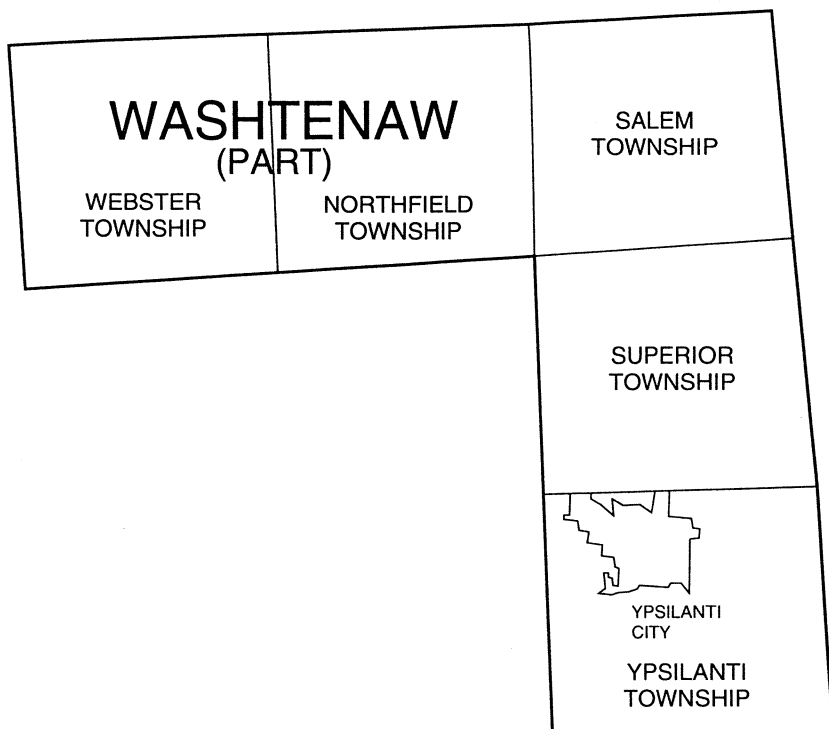 WASHTENAW
(PART)
WEBSTER
TOWNSHIP
NORTHFIELD
TOWNSHIP
SALEM
TOWNSHIP
SUPERIOR
TOWNSHIP
YPSILANTI
CITY
YPSILANTI
TOWNSHIP